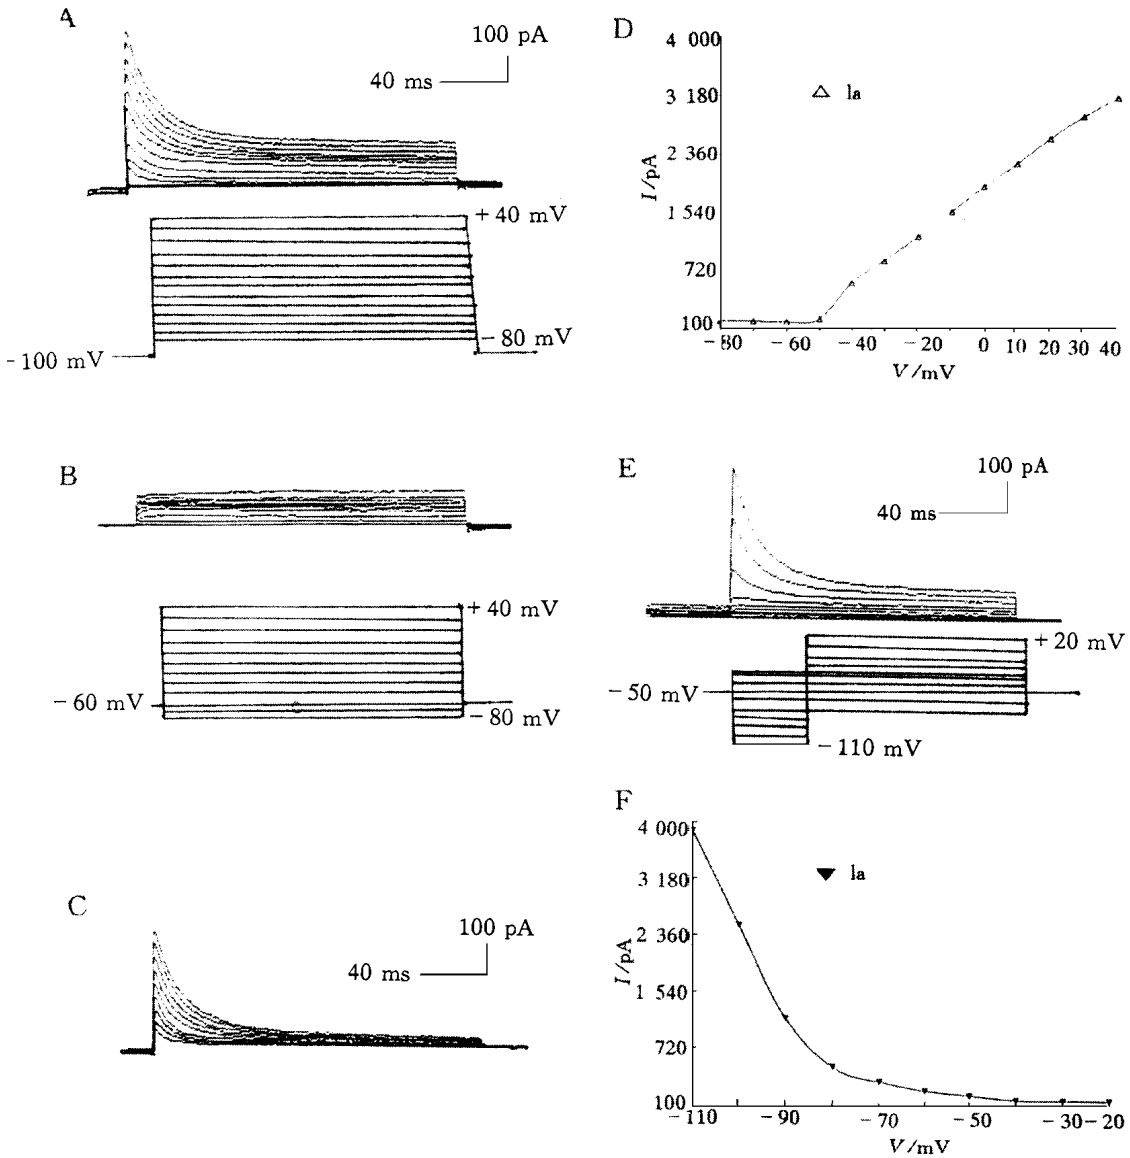 A
100 pA
40 ms
+40 mV
-80 mV
-100 mV
B
+40 mV
-60 mV
-80 mV
C
100 pA
40 ms
D
4 000
3 180
2 360
1 540
720
100
I/pA
Ia
-80 -60 -40 -20 0 10 20 30 40
V/mV
E
100 pA
40 ms
+20 mV
-50 mV
-110 mV
F
4 000
3 180
2 360
1 540
720
100
I/pA
Ia
-110 -90 -70 -50 -30 -20
V/mV